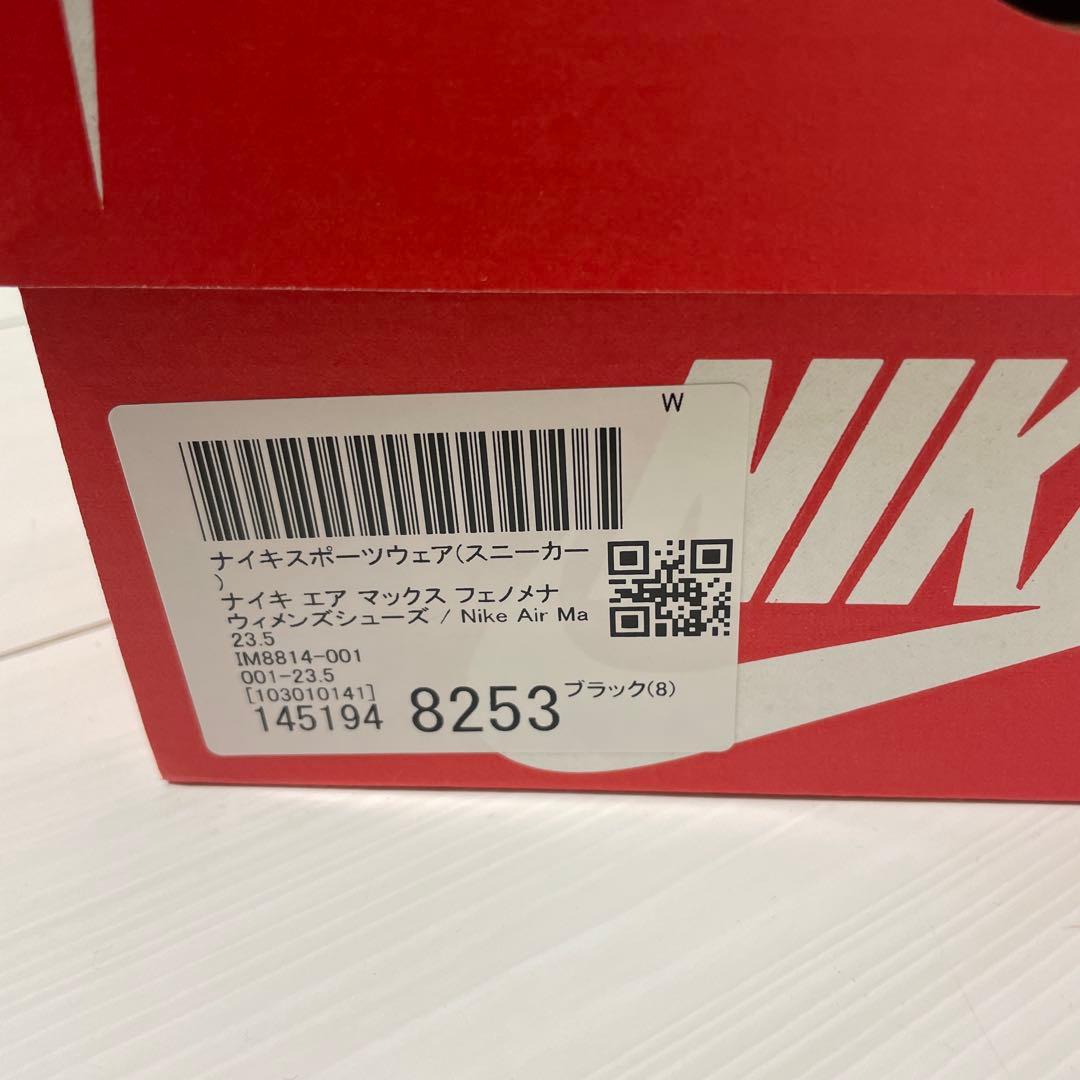 NIK
W
ナイキスポーツウェア(スニーカー
)
ナイキ エア マックス フェノメナ
ウィメンズシューズ / Nike Air Ma
23.5
IM8814-001
001-23.5
[103010141]
145194 8253 ブラック(8)